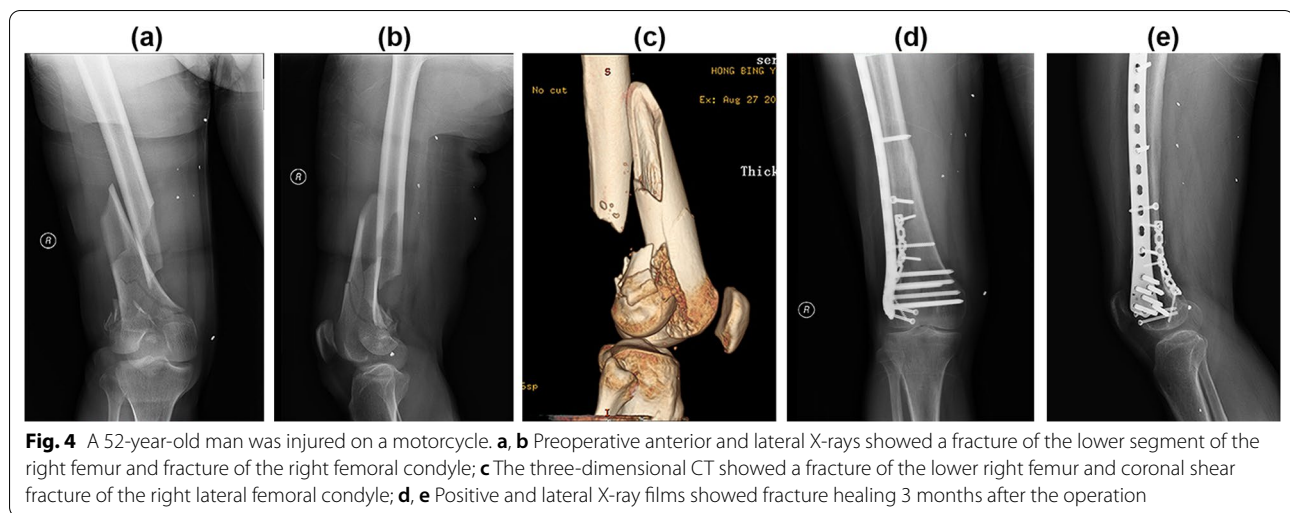 (a) (b) (c) (d) (e)
R
R
S
No cut
ser
HONG BING Y
Ex: Aug 27 20
Thick
5sp
I
R
Fig. 4 A 52-year-old man was injured on a motorcycle. a, b Preoperative anterior and lateral X-rays showed a fracture of the lower segment of the
right femur and fracture of the right femoral condyle; c The three-dimensional CT showed a fracture of the lower right femur and coronal shear
fracture of the right lateral femoral condyle; d, e Positive and lateral X-ray films showed fracture healing 3 months after the operation